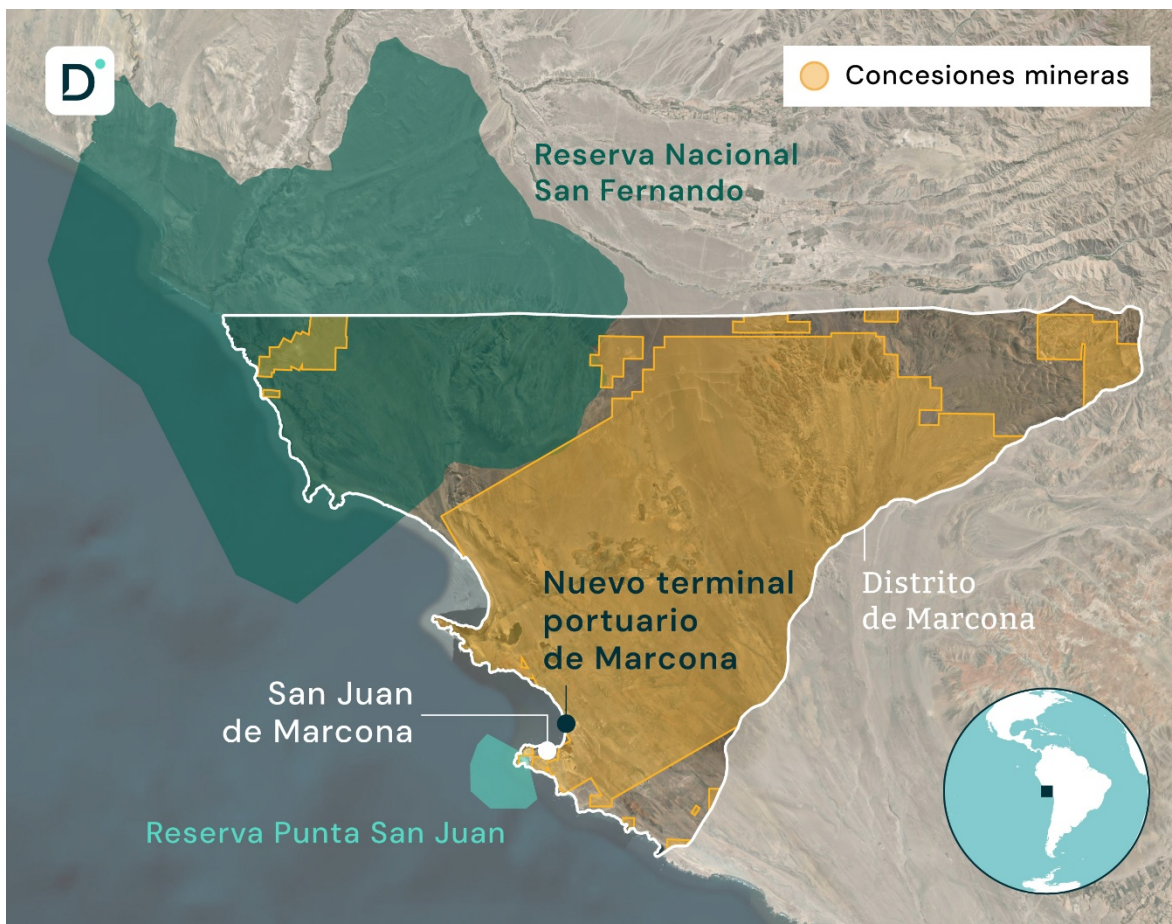 D
Concesiones mineras
Reserva Nacional
San Fernando
Nuevo terminal
portuario
de Marcona
Distrito
de Marcona
San Juan
de Marcona
Reserva Punta San Juan